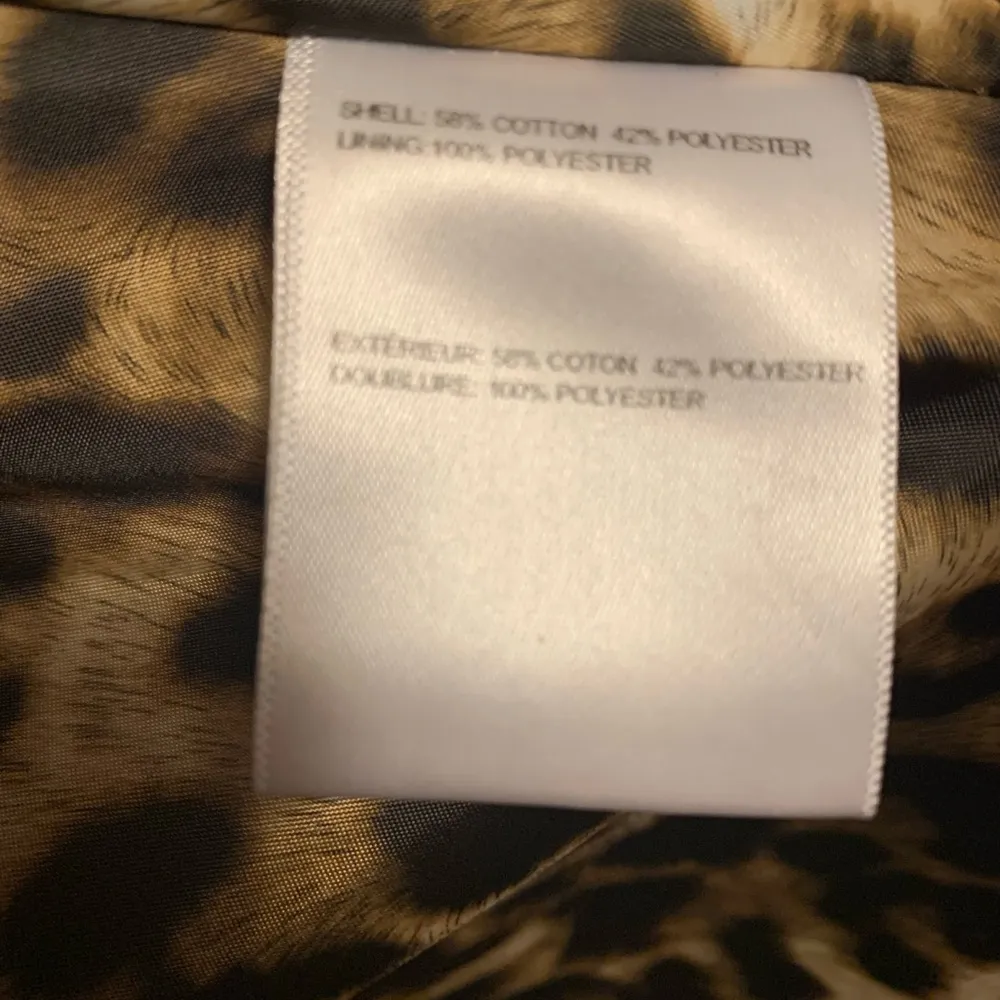 SHELL: 58% COTTON 42% POLYESTER
LINING:100% POLYESTER
EXTÉRIEUR: 58% COTON 42% POLYESTER
DOUBLURE: 100% POLYESTER